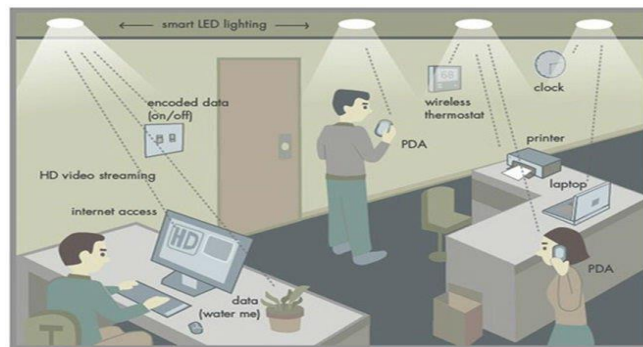 smart LED lighting
encoded data
(on/off)
HD video streaming
internet access
HD
data
(water me)
PDA
wireless
thermostat
68
clock
printer
laptop
PDA